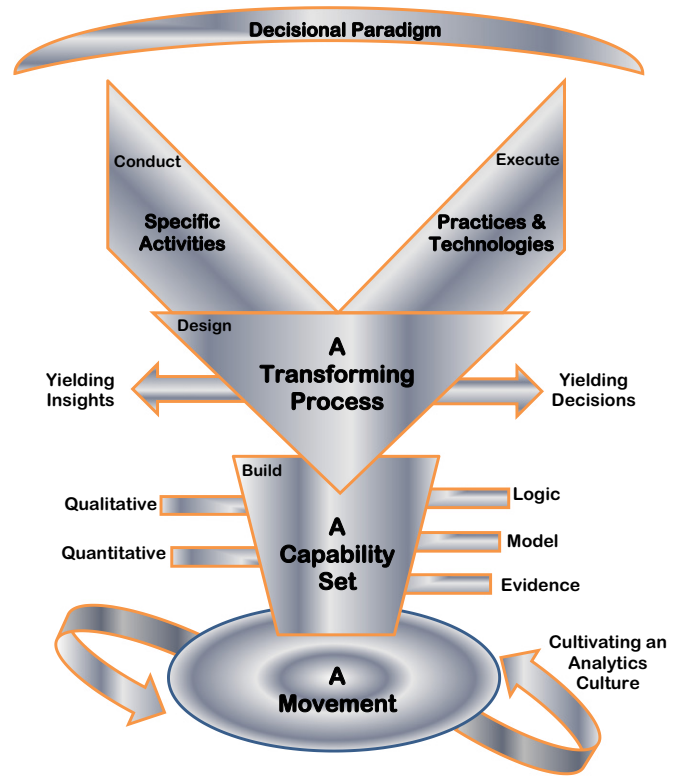 Decisional Paradigm
Conduct
Execute
Specific
Activities
Practices &
Technologies
Design
A
Transforming
Process
Yielding
Insights
Yielding
Decisions
Build
Qualitative
Quantitative
A
Capability
Set
Logic
Model
Evidence
A
Movement
Cultivating an
Analytics
Culture